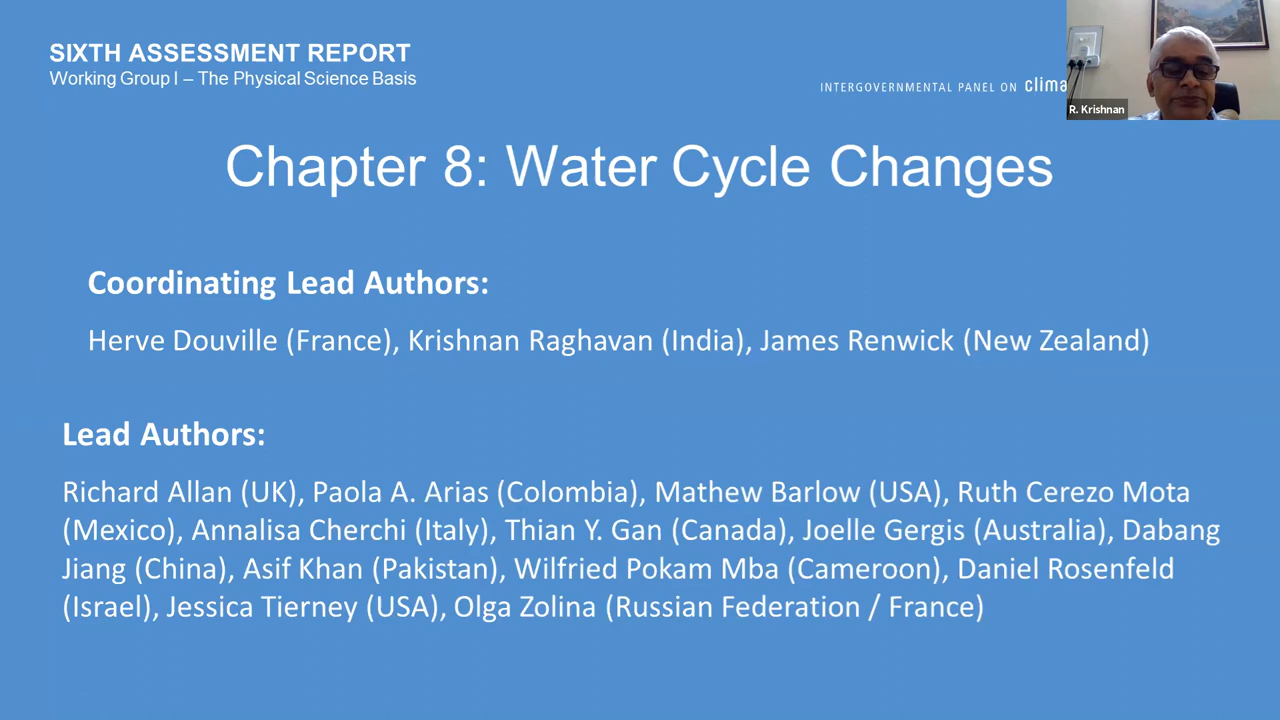 SIXTH ASSESSMENT REPORT
Working Group I – The Physical Science Basis
INTERGOVERNMENTAL PANEL ON clima
R. Krishnan
Chapter 8: Water Cycle Changes
Coordinating Lead Authors:
Herve Douville (France), Krishnan Raghavan (India), James Renwick (New Zealand)
Lead Authors:
Richard Allan (UK), Paola A. Arias (Colombia), Mathew Barlow (USA), Ruth Cerezo Mota
(Mexico), Annalisa Cherchi (Italy), Thian Y. Gan (Canada), Joelle Gergis (Australia), Dabang
Jiang (China), Asif Khan (Pakistan), Wilfried Pokam Mba (Cameroon), Daniel Rosenfeld
(Israel), Jessica Tierney (USA), Olga Zolina (Russian Federation / France)